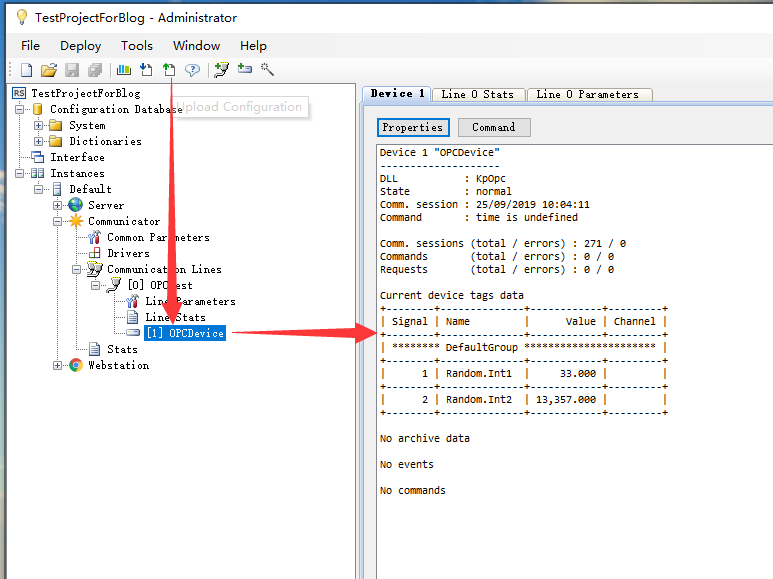 TestProjectForBlog - Administrator
File Deploy Tools Window Help
RS TestProjectForBlog
Configuration Database
Upload Configuration
System
Dictionaries
Interface
Instances
Default
Server
Communicator
Common Parameters
Drivers
Communication Lines
[0] OPCTest
Line Parameters
Line Stats
[1] OPCDevice
Stats
Webstation
Device 1 Line 0 Stats Line 0 Parameters
Properties Command
Device 1 "OPCDevice"
-------------------
DLL : KpOpc
State : normal
Comm. session : 25/09/2019 10:04:11
Command : time is undefined
Comm. sessions (total / errors) : 271 / 0
Commands (total / errors) : 0 / 0
Requests (total / errors) : 0 / 0
Current device tags data
+--------+-------------+-----------+---------+
| Signal | Name | Value | Channel |
+--------+-------------+-----------+---------+
| ******** DefaultGroup ********************** |
+--------+-------------+-----------+---------+
| 1 | Random.Int1 | 33.000 | |
+--------+-------------+-----------+---------+
| 2 | Random.Int2 | 13,357.000 | |
+--------+-------------+-----------+---------+
No archive data
No events
No commands